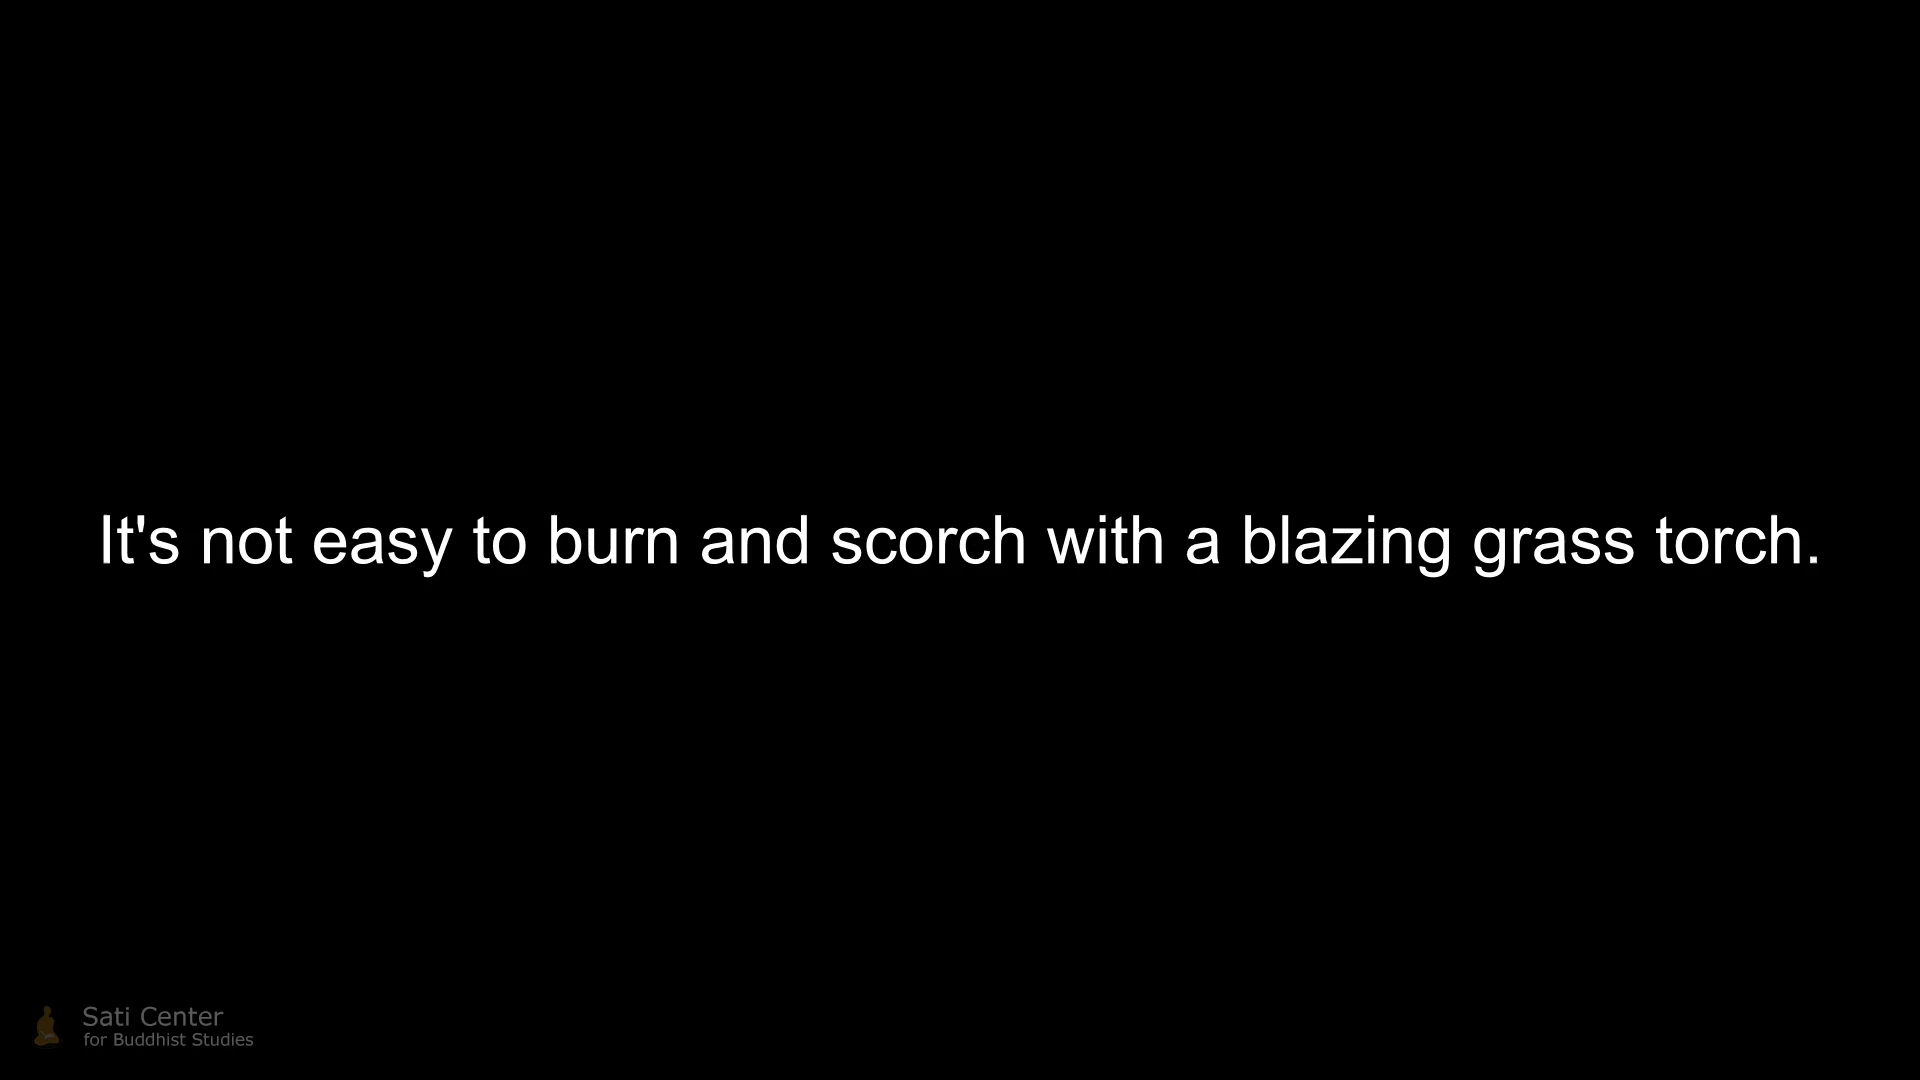 It's not easy to burn and scorch with a blazing grass torch.
Sati Center
for Buddhist Studies